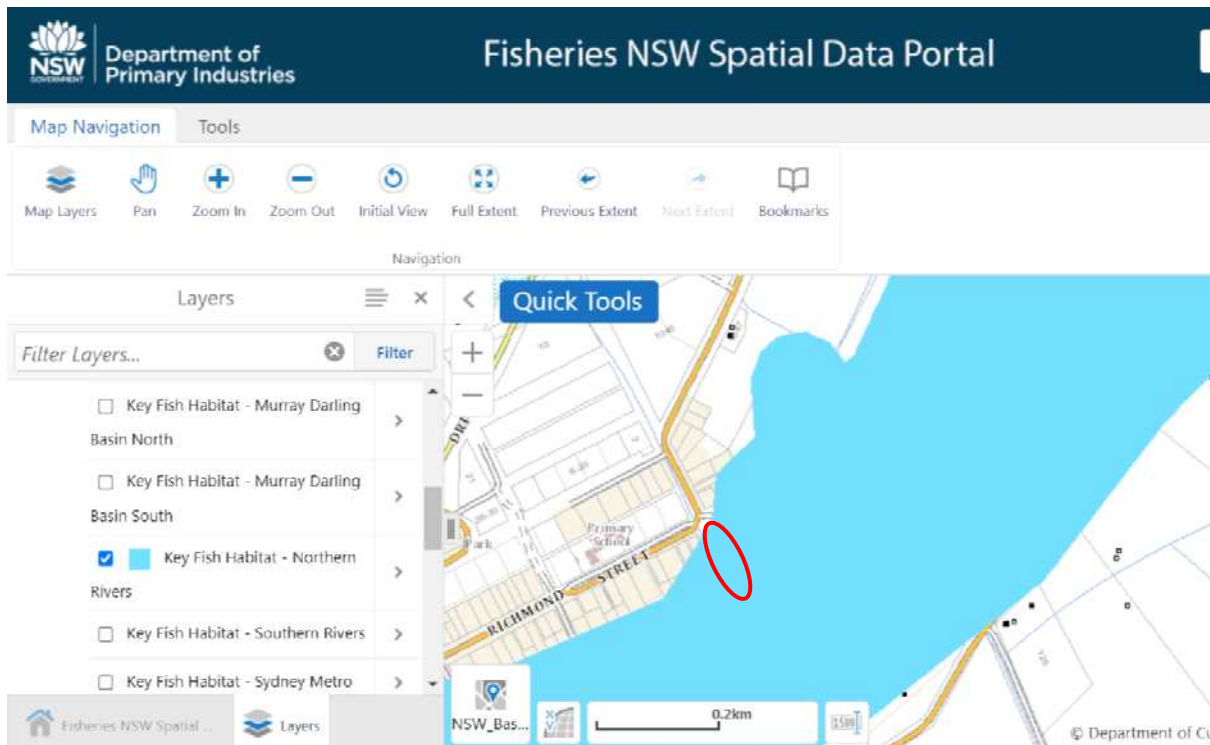 NSW
GOVERNMENT
Department of
Primary Industries
Fisheries NSW Spatial Data Portal
Map Navigation
Tools
Map Layers
Pan
Zoom In
Zoom Out
Initial View
Full Extent
Previous Extent
Next Extent
Bookmarks
Navigation
Layers
Quick Tools
Filter Layers...
Filter
Key Fish Habitat - Murray Darling
Basin North
Key Fish Habitat - Murray Darling
Basin South
Key Fish Habitat - Northern
Rivers
Key Fish Habitat - Southern Rivers
Key Fish Habitat - Sydney Metro
Fisheries NSW Spatial ...
Layers
Park
Primary
School
RICHMOND STREET
NSW_Bas...
0.2km
© Department of Cu